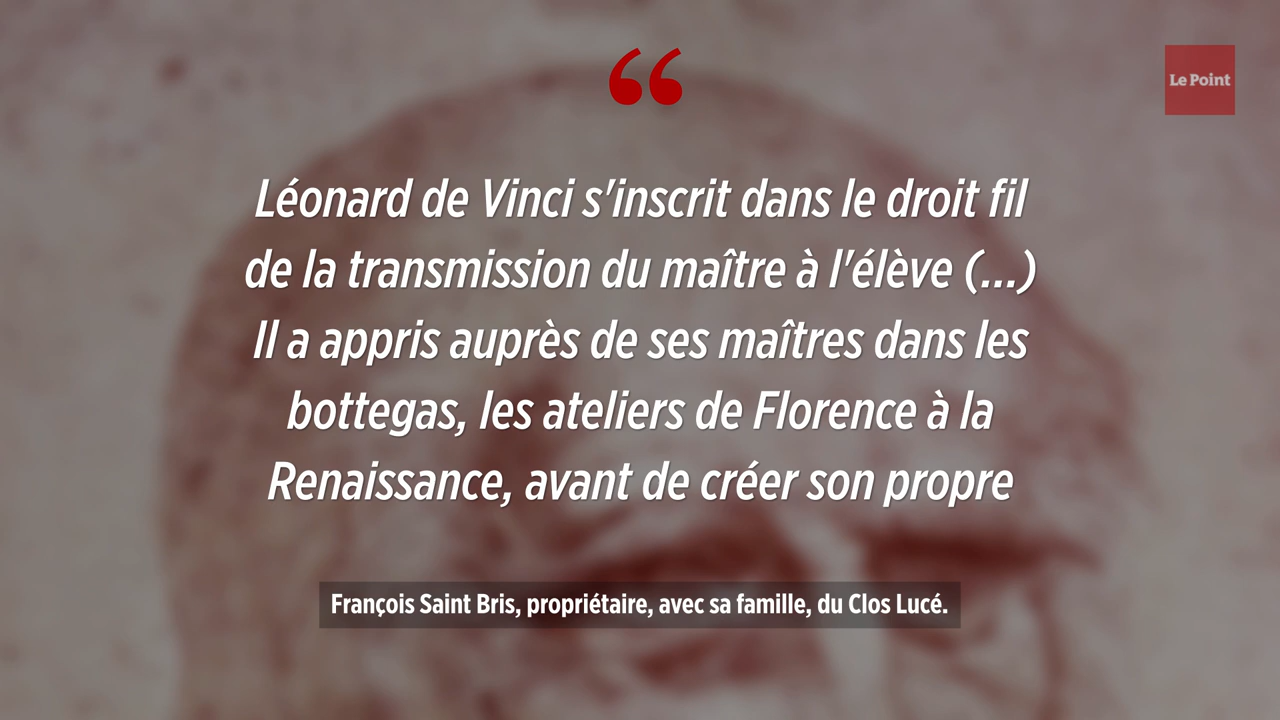 “
Le Point
Léonard de Vinci s'inscrit dans le droit fil
de la transmission du maître à l'élève (...)
Il a appris auprès de ses maîtres dans les
bottegas, les ateliers de Florence à la
Renaissance, avant de créer son propre
François Saint Bris, propriétaire, avec sa famille, du Clos Lucé.